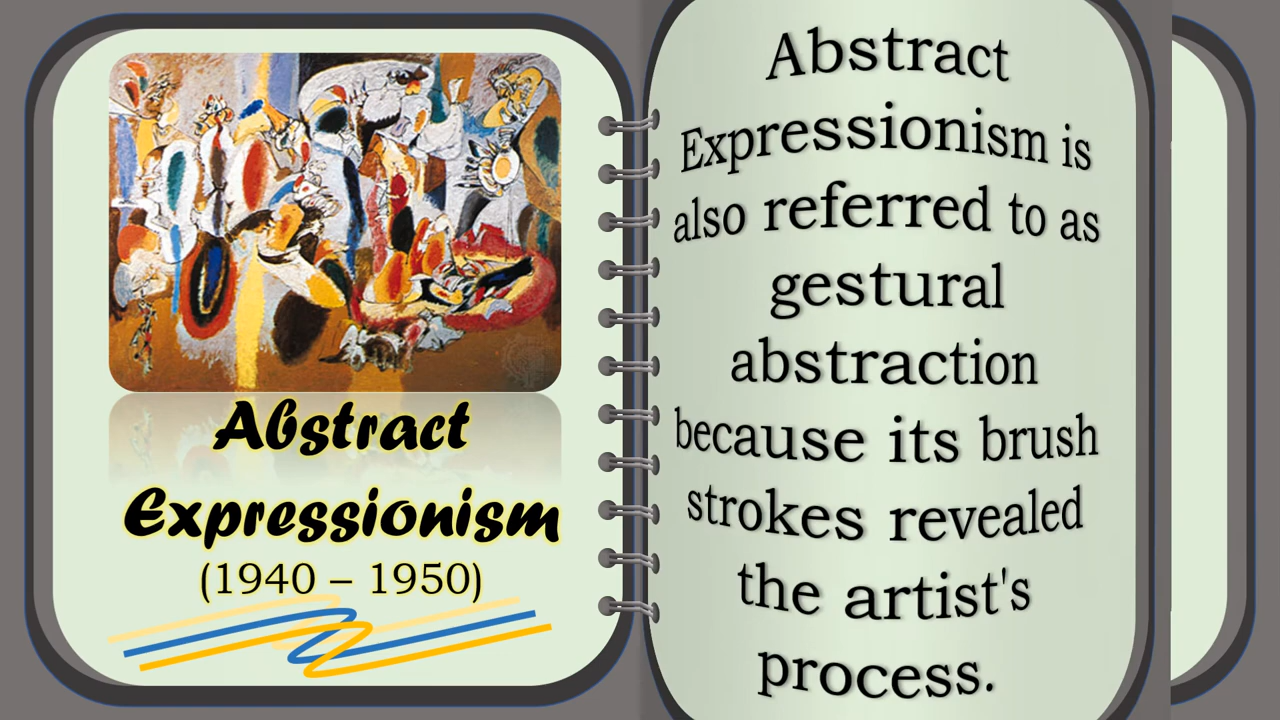 Abstract
Expressionism
(1940 – 1950)
Abstract
Expressionism is
also referred to as
gestural
abstraction
because its brush
strokes revealed
the artist's
process.